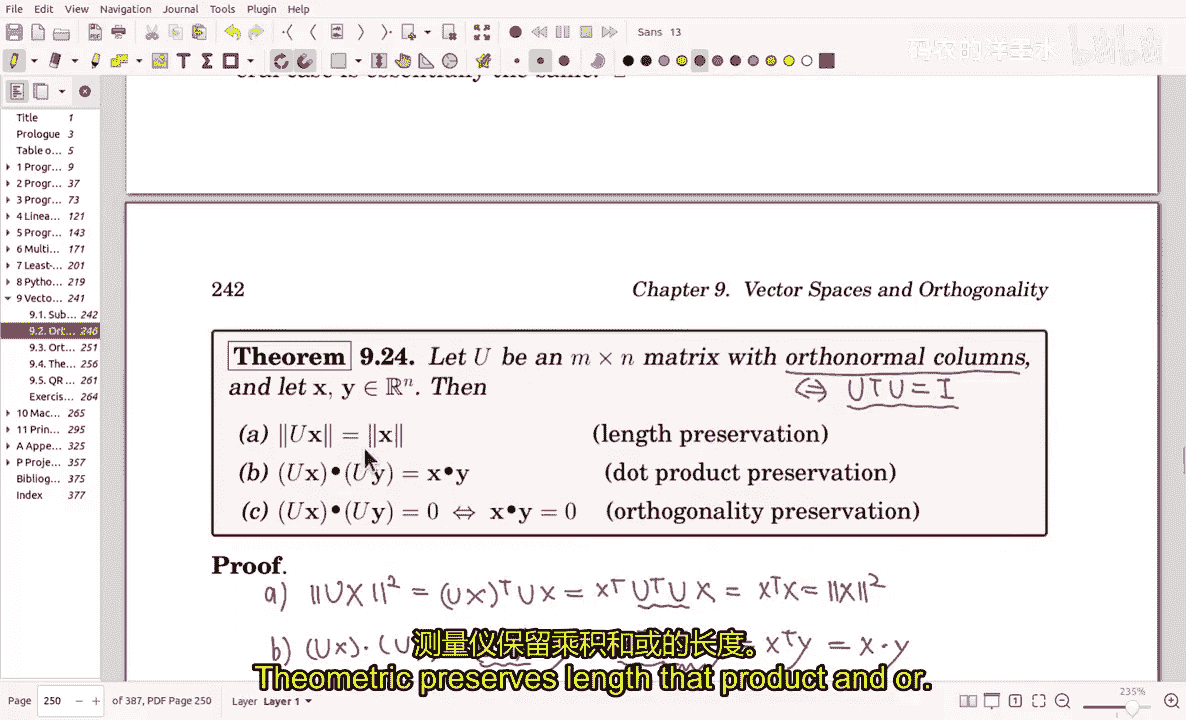 File Edit View Navigation Journal Tools Plugin Help
Sans 13
码农的洋墨水 bilibili
Title 1
Prologue 3
Table o... 5
1 Progr... 9
2 Progr... 37
3 Progr... 73
4 Linea... 121
5 Progr... 143
6 Multi... 171
7 Least-... 201
8 Pytho... 219
9 Vecto... 241
9.1. Sub... 242
9.2. Ort... 246
9.3. Ort... 251
9.4. The... 256
9.5. QR ... 261
Exercis... 264
10 Mac... 265
11 Prin... 295
A Appe... 325
P Proje... 357
Bibliog... 375
Index 377
242 Chapter 9. Vector Spaces and Orthogonality
Theorem 9.24. Let U be an m × n matrix with orthonormal columns,
and let x, y ∈ ℝⁿ. Then ⇔ UᵀU = I
(a) ‖Ux‖ = ‖x‖ (length preservation)
(b) (Ux)•(Uy) = x•y (dot product preservation)
(c) (Ux)•(Uy) = 0 ⇔ x•y = 0 (orthogonality preservation)
Proof.
a) ‖UX‖² = (UX)ᵀUX = XᵀUᵀUX = XᵀX = ‖X‖²
b) (Ux)·(U = xᵀy = x·y
测量仪保留乘积和或的长度。
Theometric preserves length that product and or.
Page 250 of 387, PDF Page 250 Layer Layer 1 235%